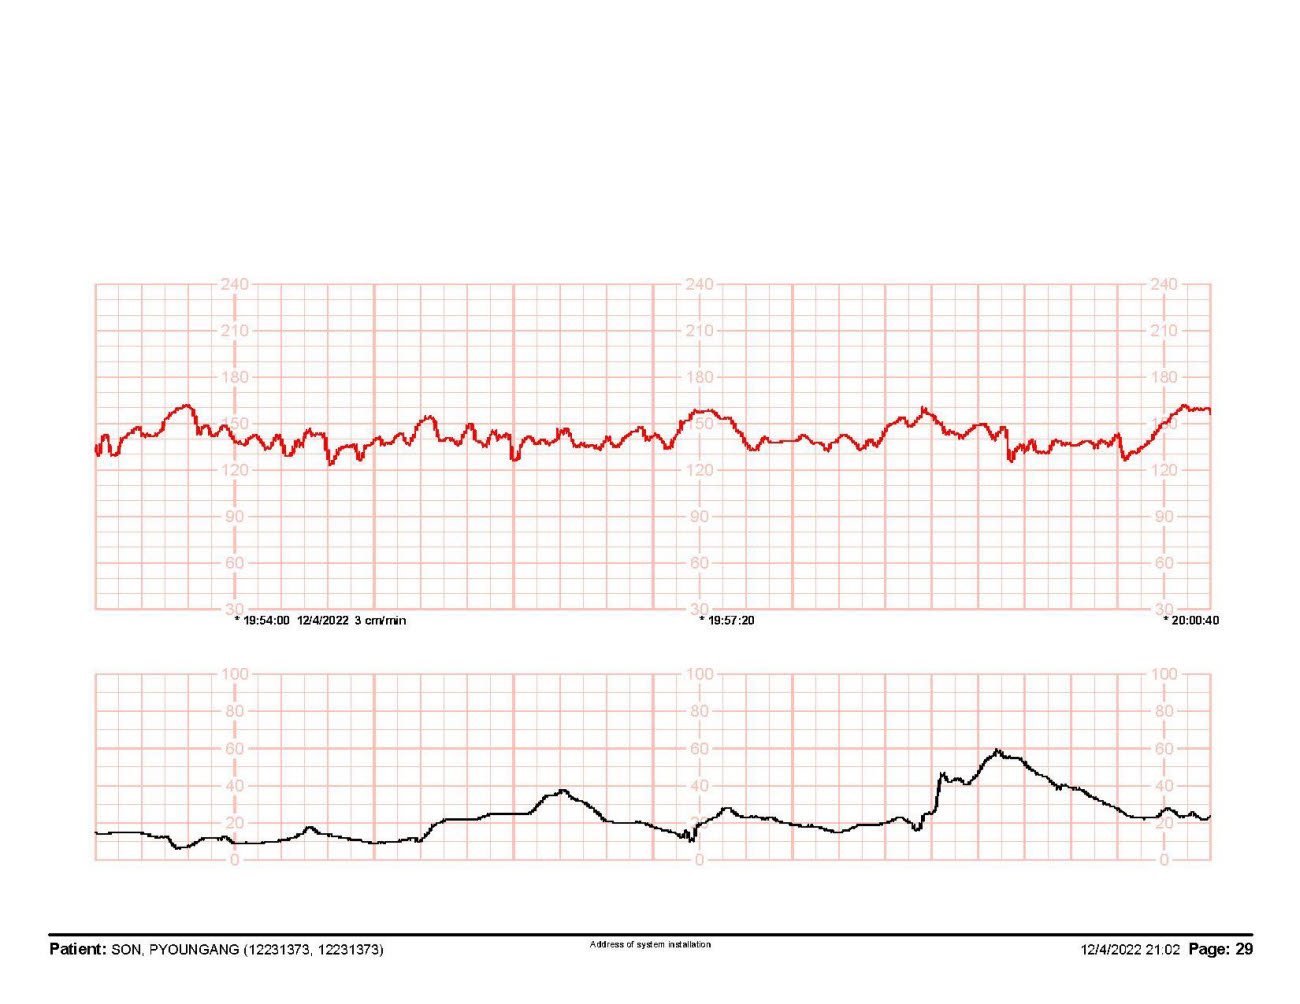 240 240 240
210 210 210
180 180 180
150 150 150
120 120 120
90 90 90
60 60 60
30 30 30
* 19:54:00 12/4/2022 3 cm/min * 19:57:20 * 20:00:40
100 100 100
80 80 80
60 60 60
40 40 40
20 20 20
0 0 0
Patient: SON, PYOUNGANG (12231373, 12231373) Address of system installation 12/4/2022 21:02 Page: 29